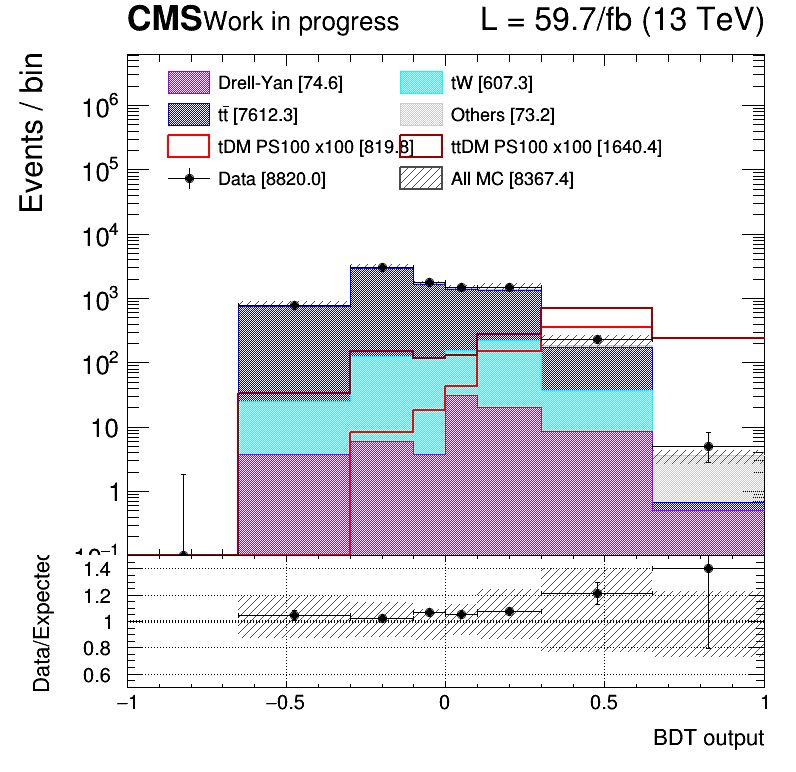 CMS Work in progress L = 59.7/fb (13 TeV)
Events / bin
Drell-Yan [74.6] tW [607.3]
tt̄ [7612.3] Others [73.2]
tDM PS100 x100 [819.8] ttDM PS100 x100 [1640.4]
Data [8820.0] All MC [8367.4]
10⁶
10⁵
10⁴
10³
10²
10
1
10⁻¹
Data/Expected
1.4
1.2
1
0.8
0.6
−1 −0.5 0 0.5 1
BDT output